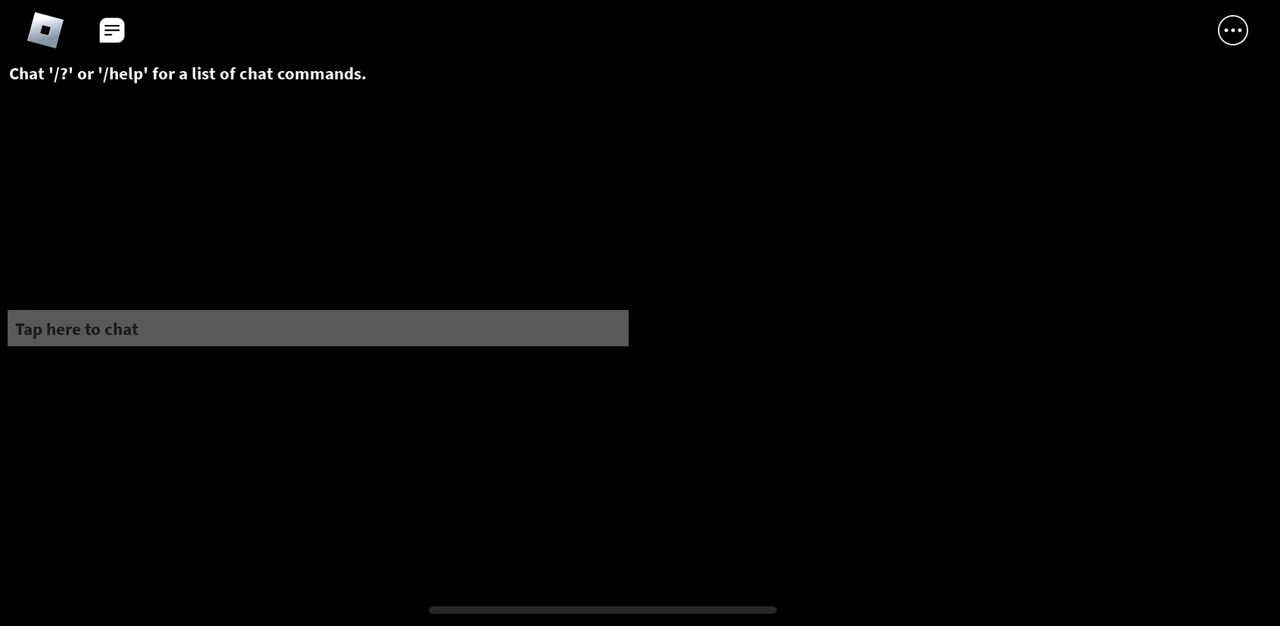 Chat '/?' or '/help' for a list of chat commands.
Tap here to chat